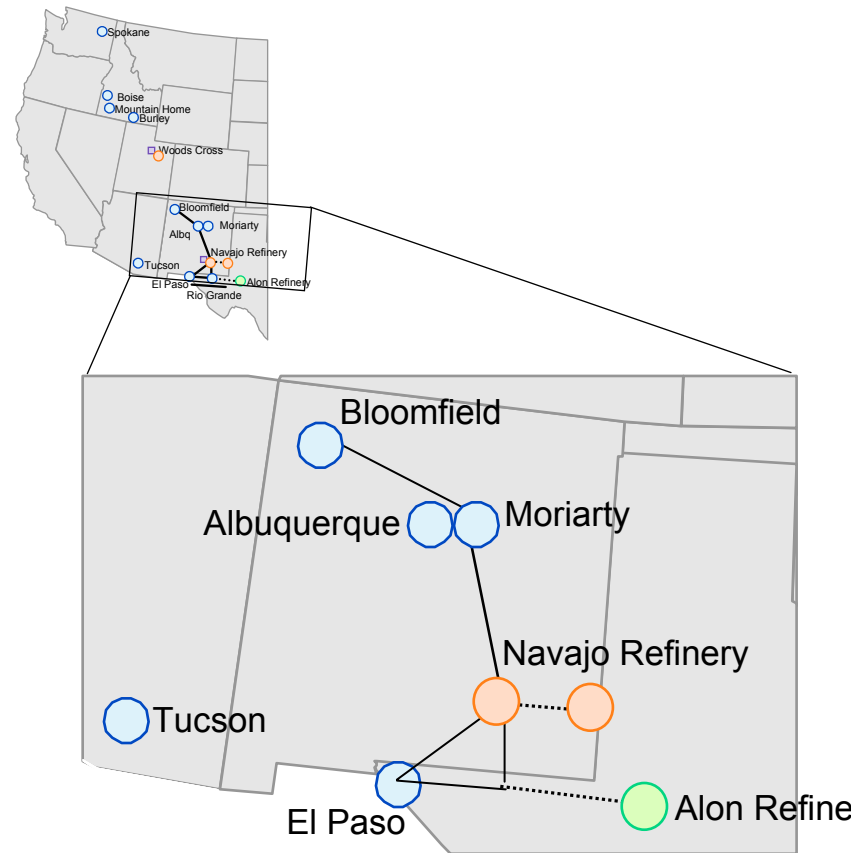 Spokane
Boise
Mountain Home
Burley
Woods Cross
Bloomfield
Moriarty
Albq
Navajo Refinery
Tucson
El Paso
Alon Refinery
Rio Grande
Bloomfield
Albuquerque
Moriarty
Navajo Refinery
Tucson
El Paso
Alon Refine